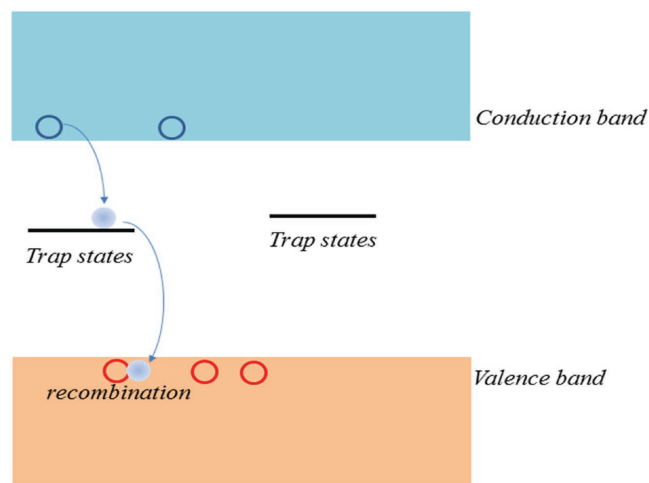 Conduction band
Trap states
Trap states
Valence band
recombination